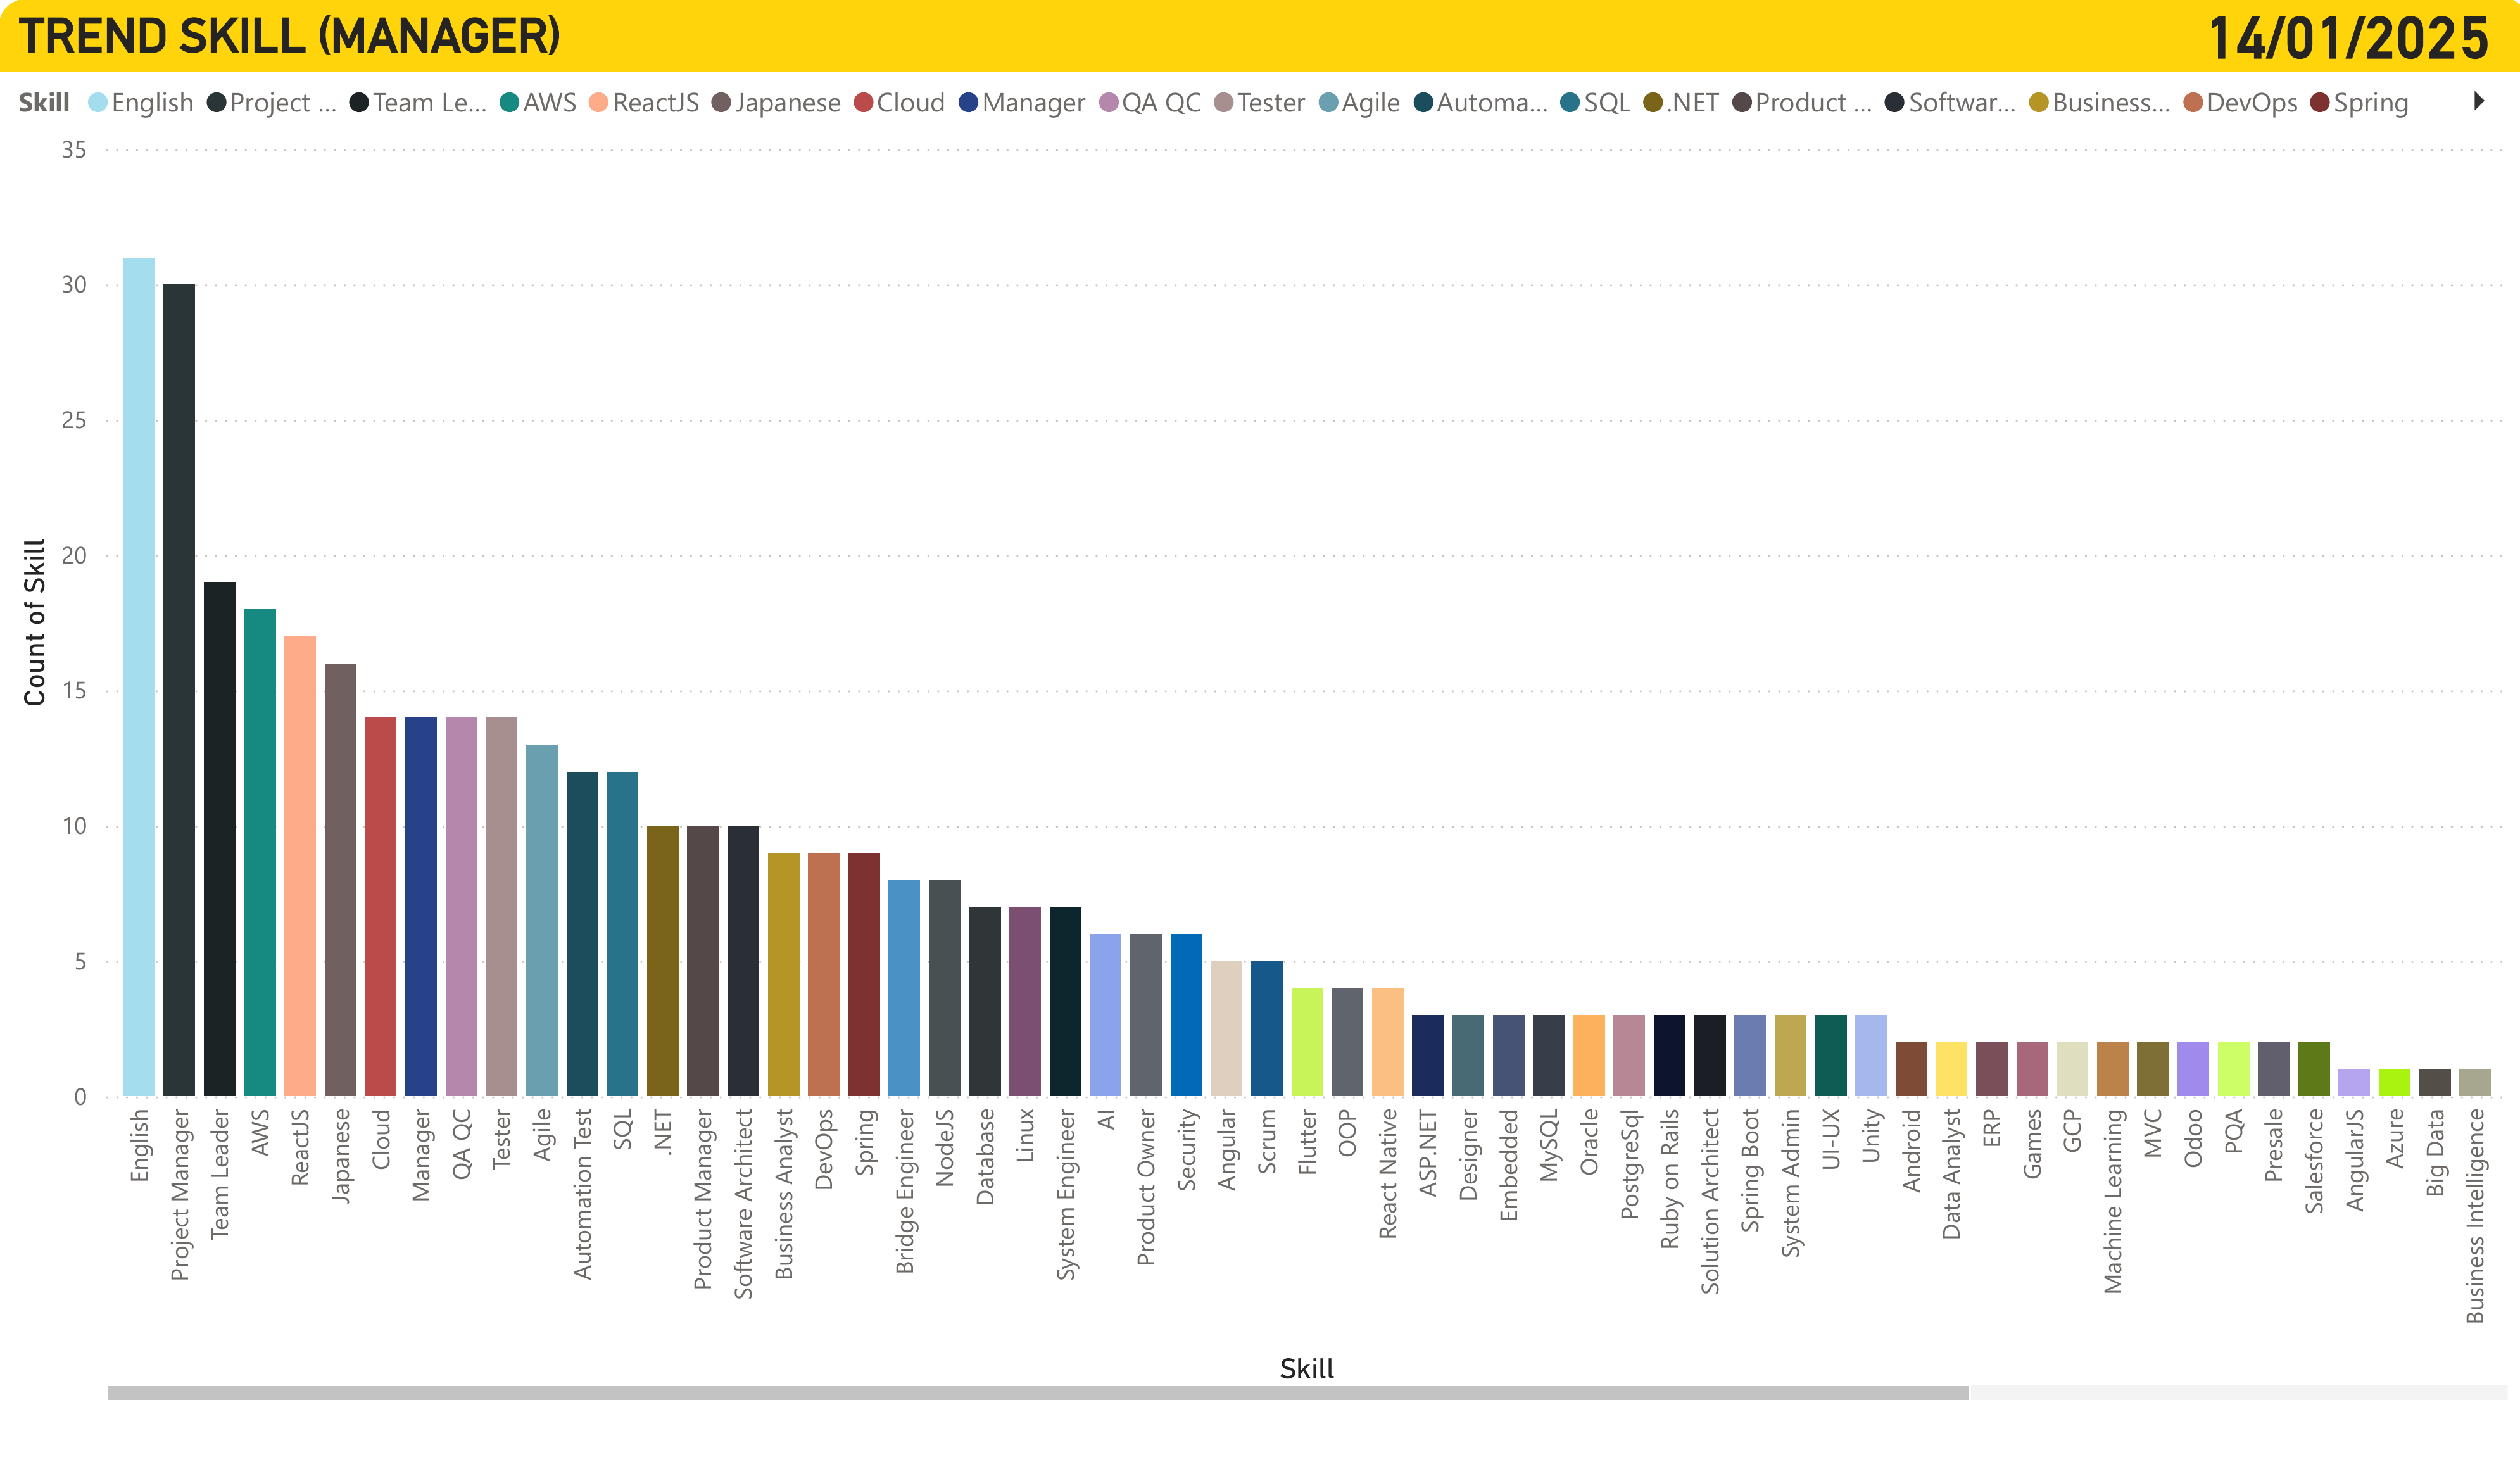 TREND SKILL (MANAGER)
14/01/2025
Skill English Project ... Team Le... AWS ReactJS Japanese Cloud Manager QA QC Tester Agile Automa... SQL .NET Product ... Softwar... Business... DevOps Spring
35
30
25
20
15
10
5
0
Count of Skill
English
Project Manager
Team Leader
AWS
ReactJS
Japanese
Cloud
Manager
QA QC
Tester
Agile
Automation Test
SQL
.NET
Product Manager
Software Architect
Business Analyst
DevOps
Spring
Bridge Engineer
NodeJS
Database
Linux
System Engineer
AI
Product Owner
Security
Angular
Scrum
Flutter
OOP
React Native
ASP.NET
Designer
Embedded
MySQL
Oracle
PostgreSql
Ruby on Rails
Solution Architect
Spring Boot
System Admin
UI-UX
Unity
Android
Data Analyst
ERP
Games
GCP
Machine Learning
MVC
Odoo
PQA
Presale
Salesforce
AngularJS
Azure
Big Data
Business Intelligence
Skill